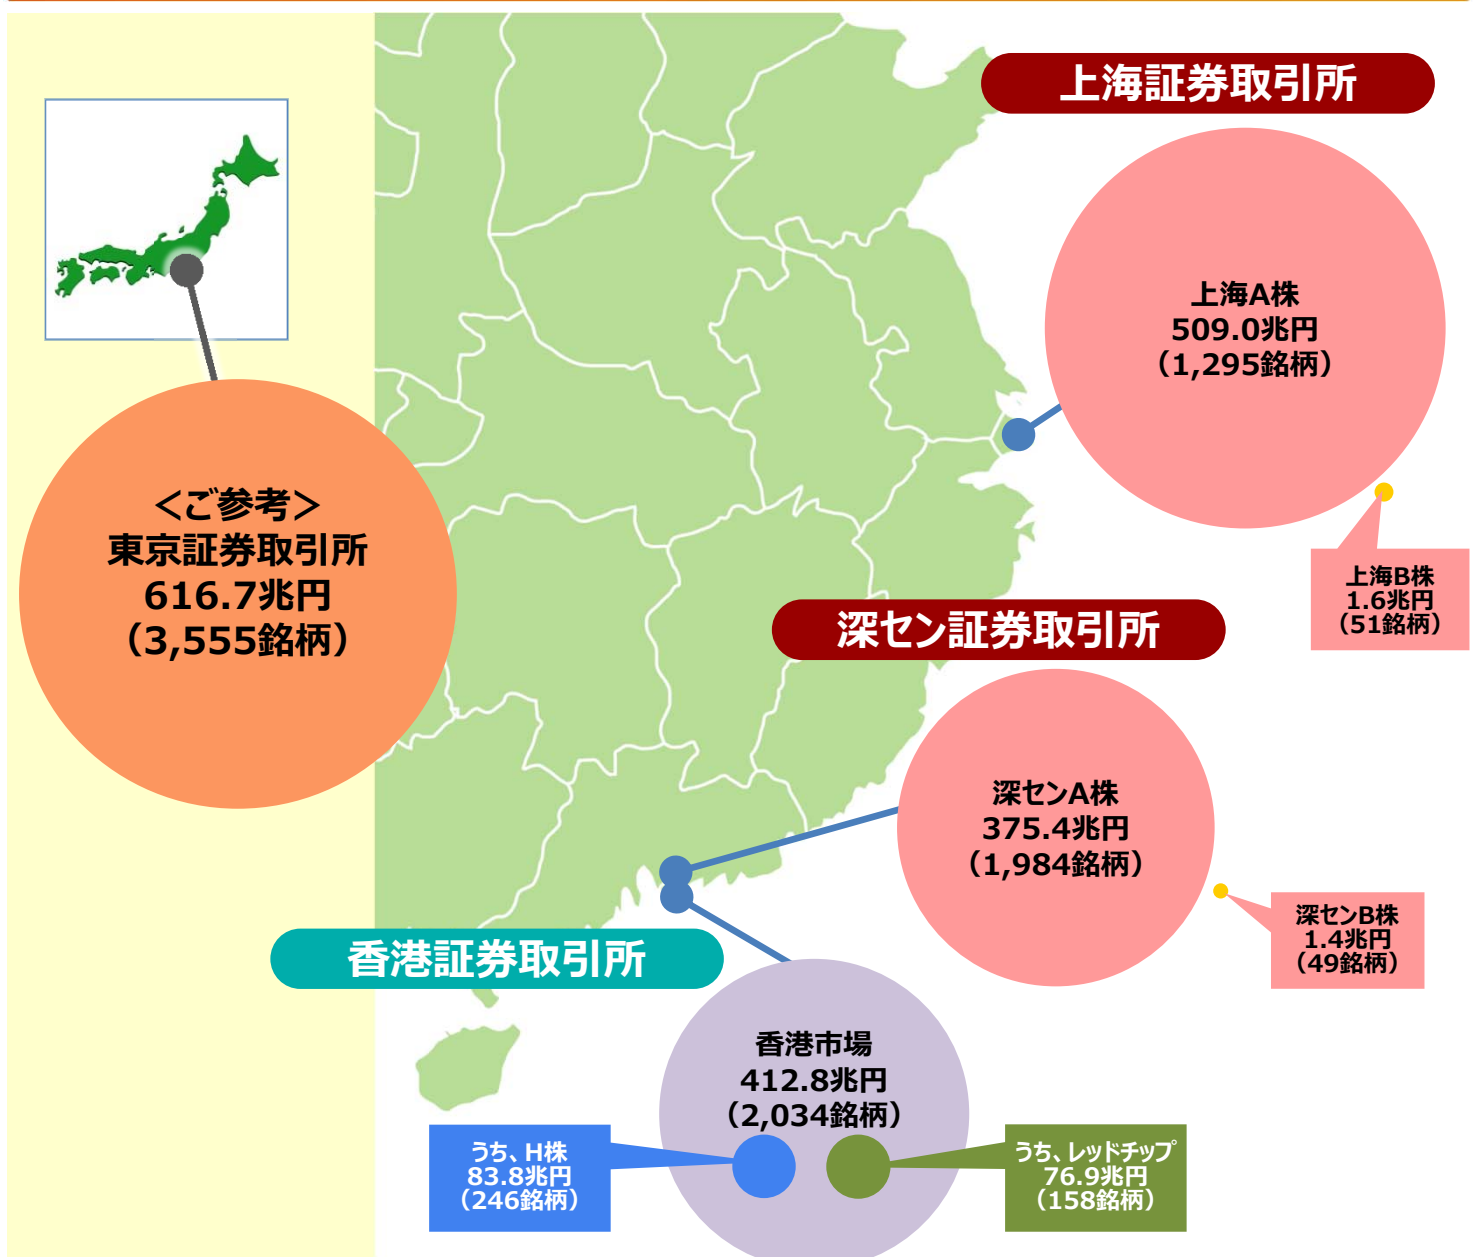 上海証券取引所
上海A株
509.0兆円
（1,295銘柄）
上海B株
1.6兆円
（51銘柄）
＜ご参考＞
東京証券取引所
616.7兆円
（3,555銘柄）
深セン証券取引所
深センA株
375.4兆円
（1,984銘柄）
深センB株
1.4兆円
（49銘柄）
香港証券取引所
香港市場
412.8兆円
（2,034銘柄）
うち、H株
83.8兆円
（246銘柄）
うち、レッドチップ
76.9兆円
（158銘柄）